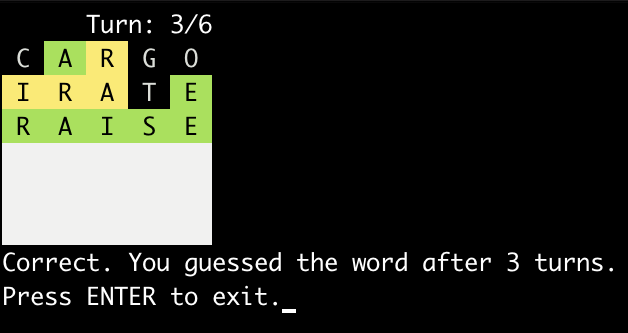 Turn: 3/6
C A R G O
I R A T E
R A I S E
Correct. You guessed the word after 3 turns.
Press ENTER to exit.